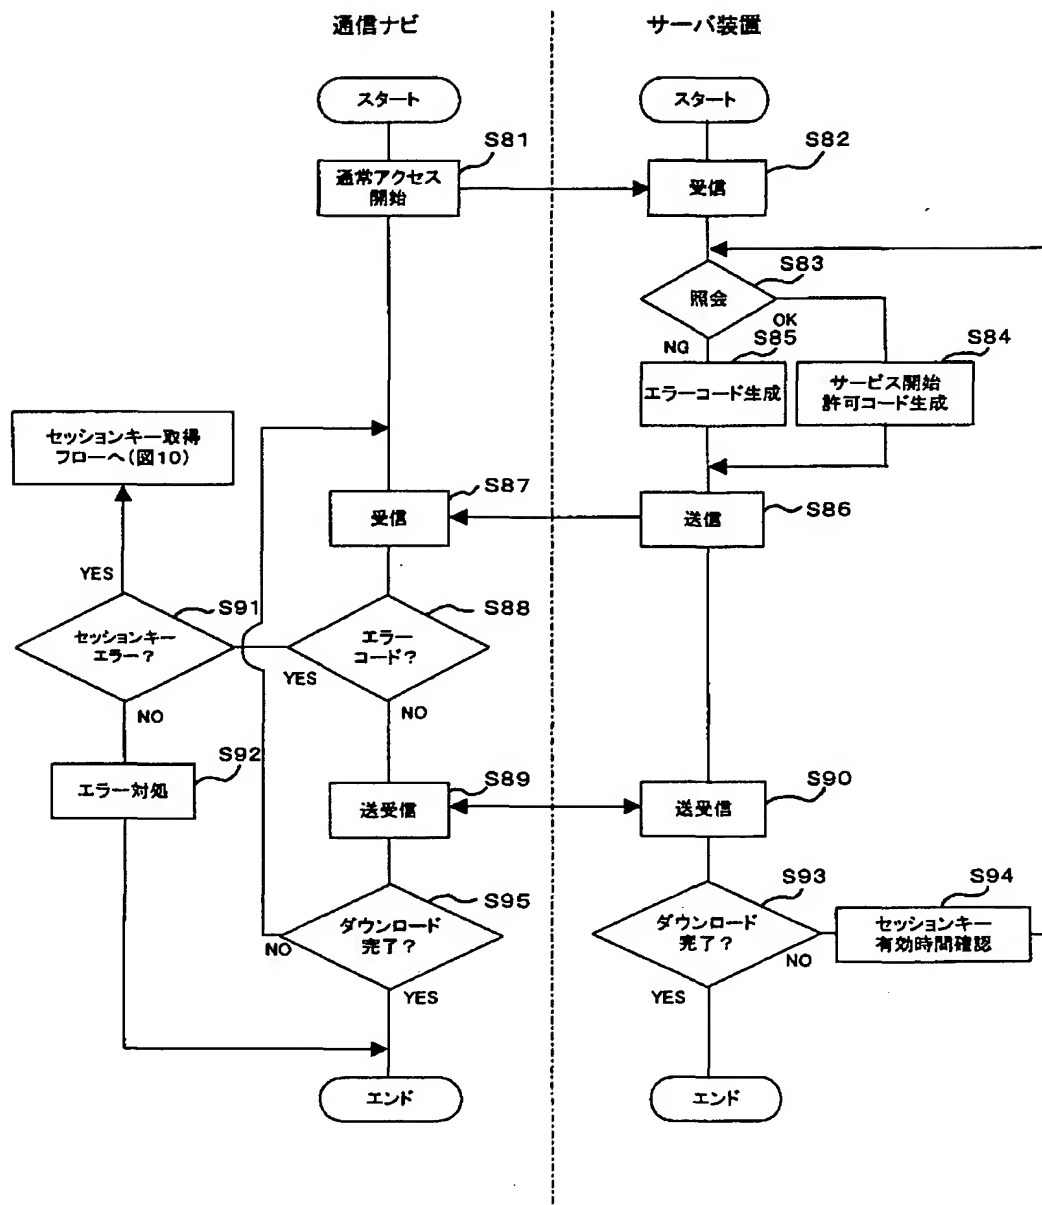 通信ナビ
サーバ装置
スタート
スタート
S81
通常アクセス
開始
S82
受信
S83
照会
OK
NG
S85
エラーコード生成
S84
サービス開始
許可コード生成
セッションキー取得
フローへ(図10)
S87
受信
S86
送信
YES
S91
セッションキー
エラー?
NO
S88
エラー
コード?
YES
NO
S92
エラー対処
S89
送受信
S90
送受信
S95
ダウンロード
完了?
NO
YES
S93
ダウンロード
完了?
NO
YES
S94
セッションキー
有効時間確認
エンド
エンド